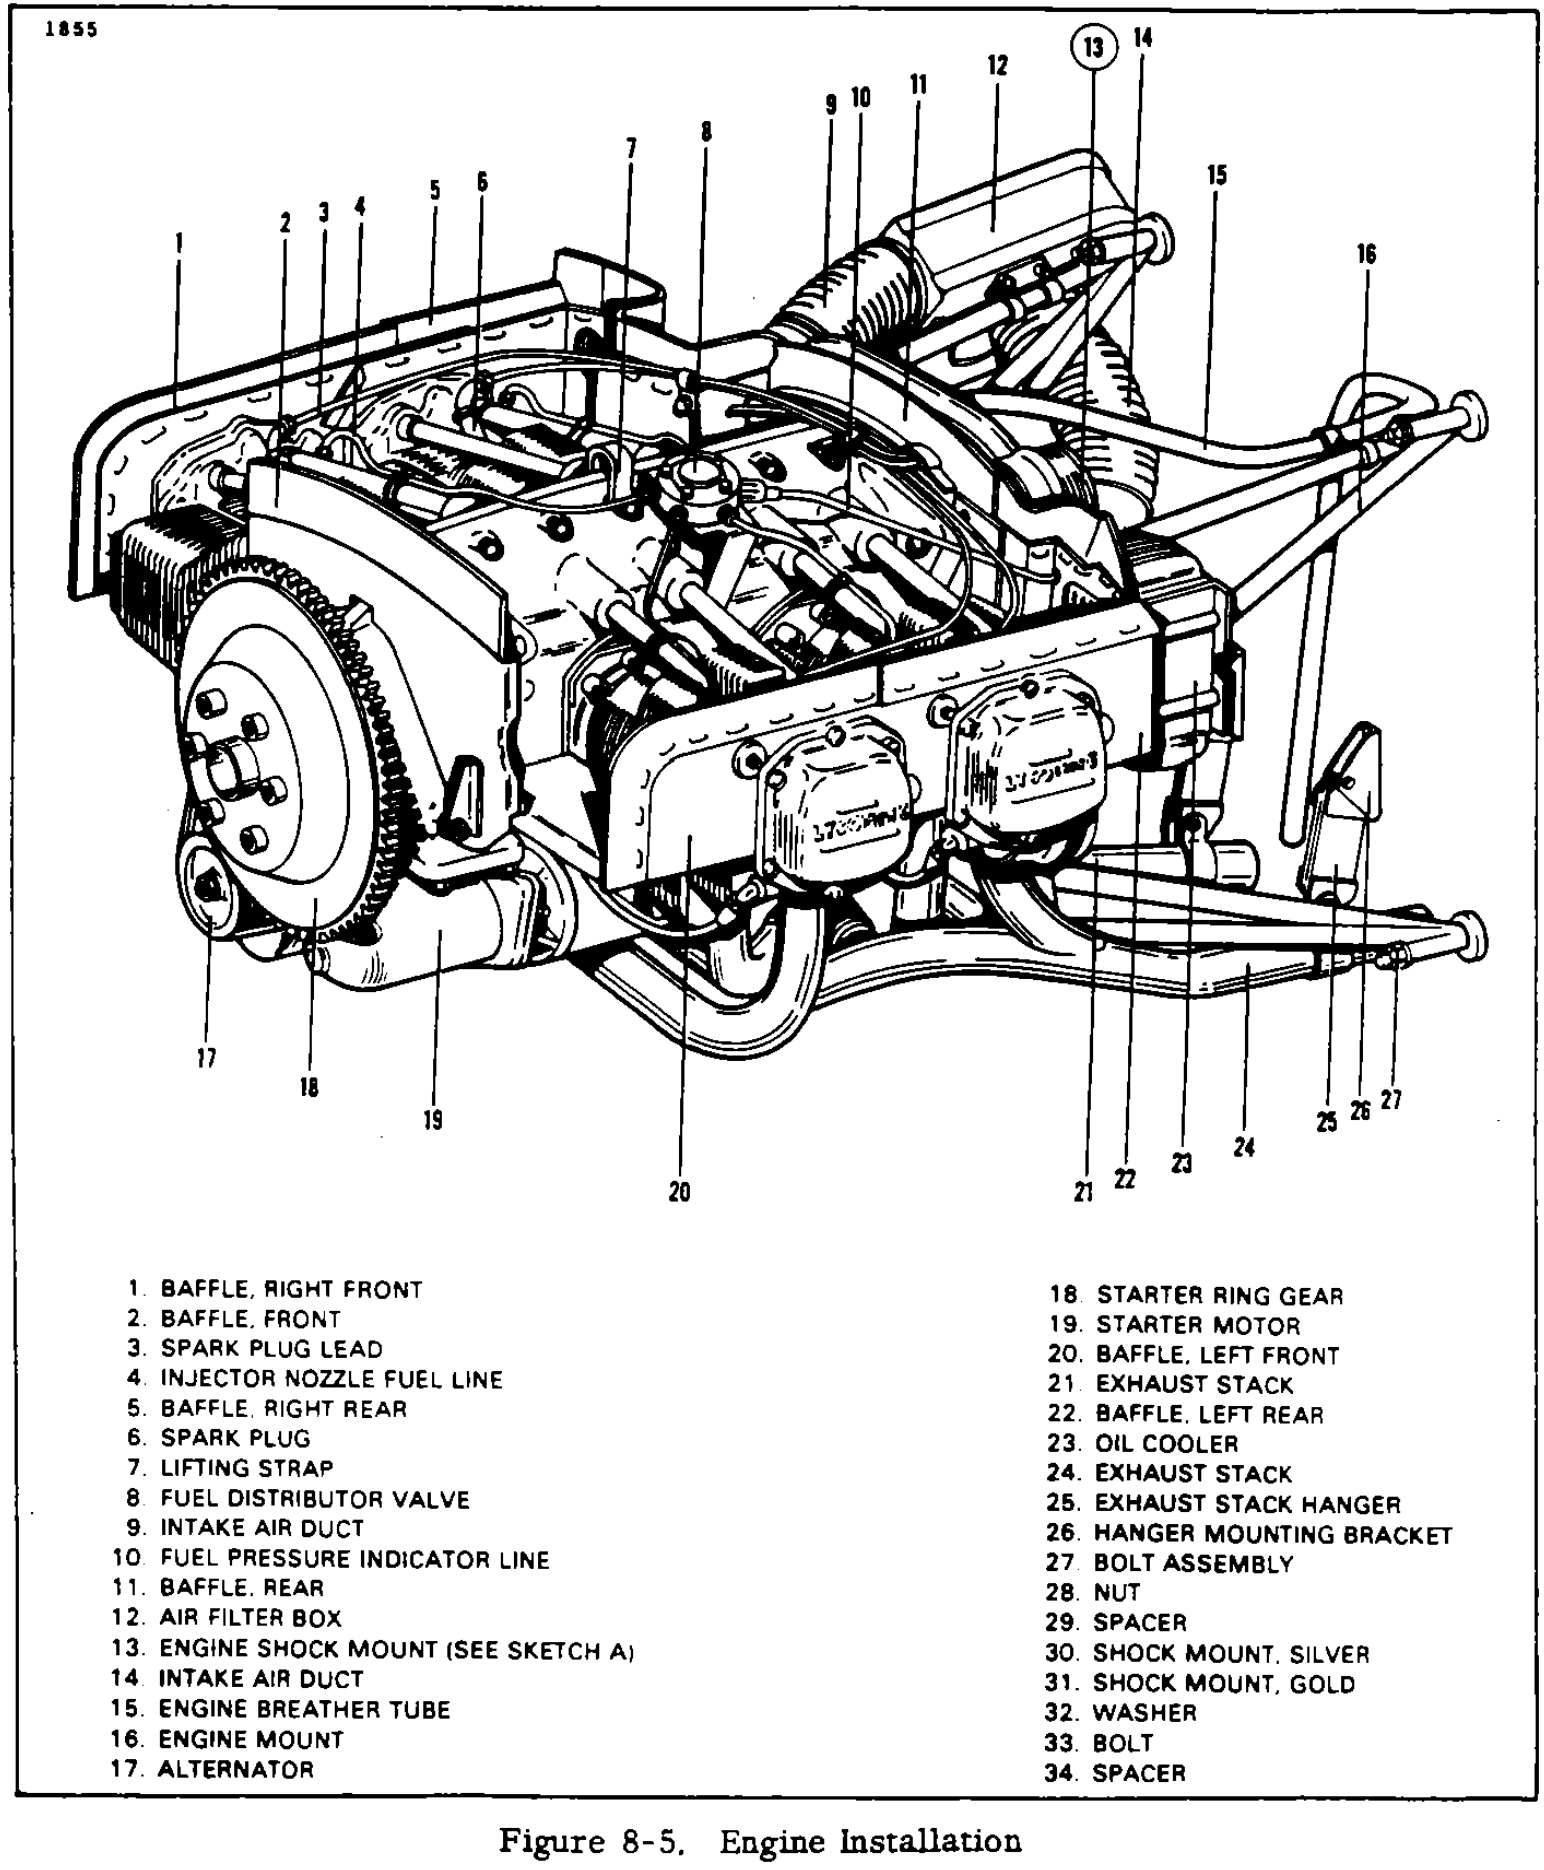 1855
13
14
12
11
10
9
8
7
15
6
5
4
3
2
1
16
LYCOMING
LYCOMING
17
18
19
20
21
22
23
24
25
26
27
1. BAFFLE, RIGHT FRONT
2. BAFFLE, FRONT
3. SPARK PLUG LEAD
4. INJECTOR NOZZLE FUEL LINE
5. BAFFLE, RIGHT REAR
6. SPARK PLUG
7. LIFTING STRAP
8. FUEL DISTRIBUTOR VALVE
9. INTAKE AIR DUCT
10. FUEL PRESSURE INDICATOR LINE
11. BAFFLE, REAR
12. AIR FILTER BOX
13. ENGINE SHOCK MOUNT (SEE SKETCH A)
14. INTAKE AIR DUCT
15. ENGINE BREATHER TUBE
16. ENGINE MOUNT
17. ALTERNATOR
18. STARTER RING GEAR
19. STARTER MOTOR
20. BAFFLE, LEFT FRONT
21. EXHAUST STACK
22. BAFFLE, LEFT REAR
23. OIL COOLER
24. EXHAUST STACK
25. EXHAUST STACK HANGER
26. HANGER MOUNTING BRACKET
27. BOLT ASSEMBLY
28. NUT
29. SPACER
30. SHOCK MOUNT, SILVER
31. SHOCK MOUNT, GOLD
32. WASHER
33. BOLT
34. SPACER
Figure 8-5. Engine Installation